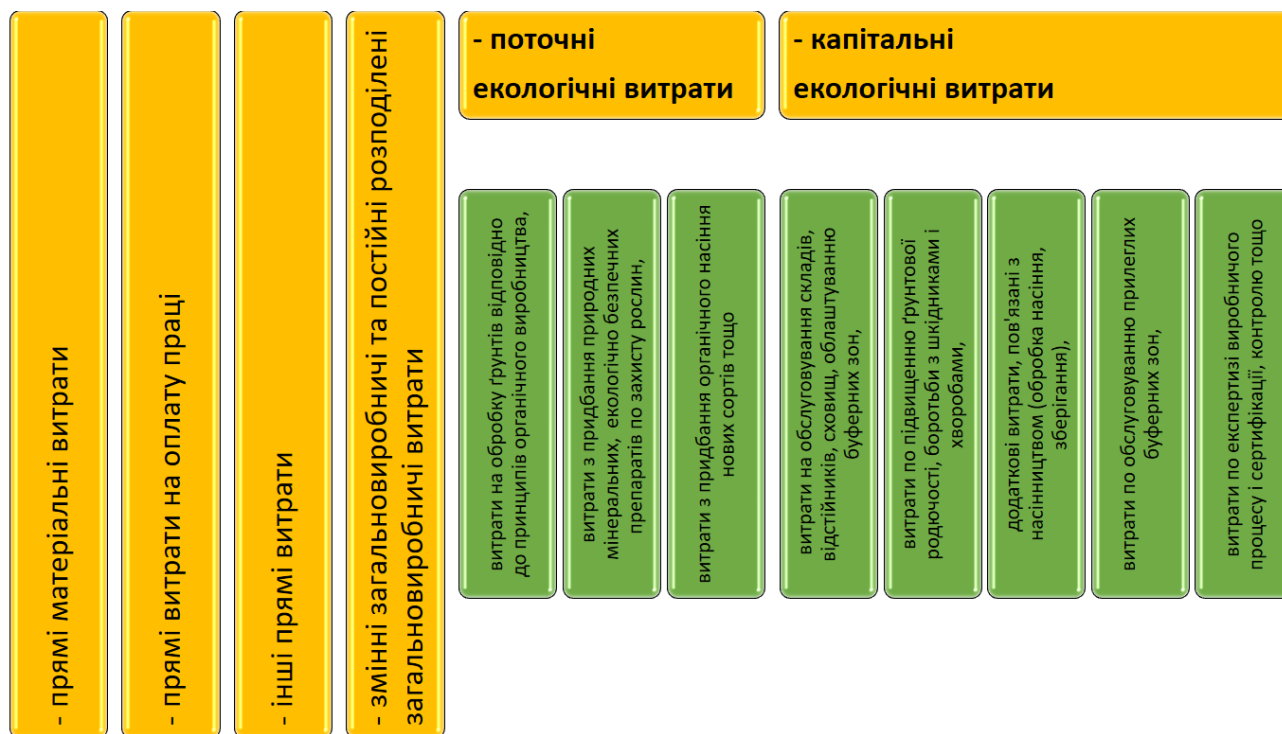 - прямі матеріальні витрати
- прямі витрати на оплату праці
- інші прямі витрати
- змінні загальновиробничі та постійні розподілені
загальновиробничі витрати
- поточні
екологічні витрати
- капітальні
екологічні витрати
витрати на обробку ґрунтів відповідно
до принципів органічного виробництва,
витрати з придбання природних
мінеральних, екологічно безпечних
препаратів по захисту рослин,
витрати з придбання органічного насіння
нових сортів тощо
витрати на обслуговування складів,
відстійників, сховищ, облаштуванню
буферних зон,
витрати по підвищенню ґрунтової
родючості, боротьби з шкідниками і
хворобами,
додаткові витрати, пов'язані з
насінництвом (обробка насіння,
зберігання),
витрати по обслуговуванню прилеглих
буферних зон,
витрати по експертизі виробничого
процесу і сертифікації, контролю тощо